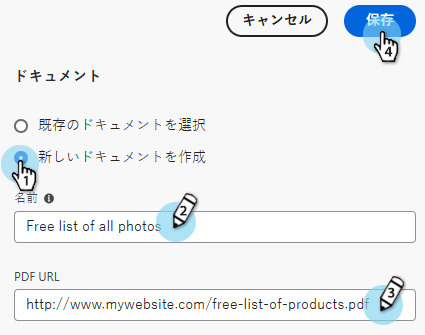 キャンセル 保存
4
ドキュメント
既存のドキュメントを選択
新しいドキュメントを作成
1
名前
Free list of all photos
2
PDF URL
http://www.mywebsite.com/free-list-of-products.pdf
3